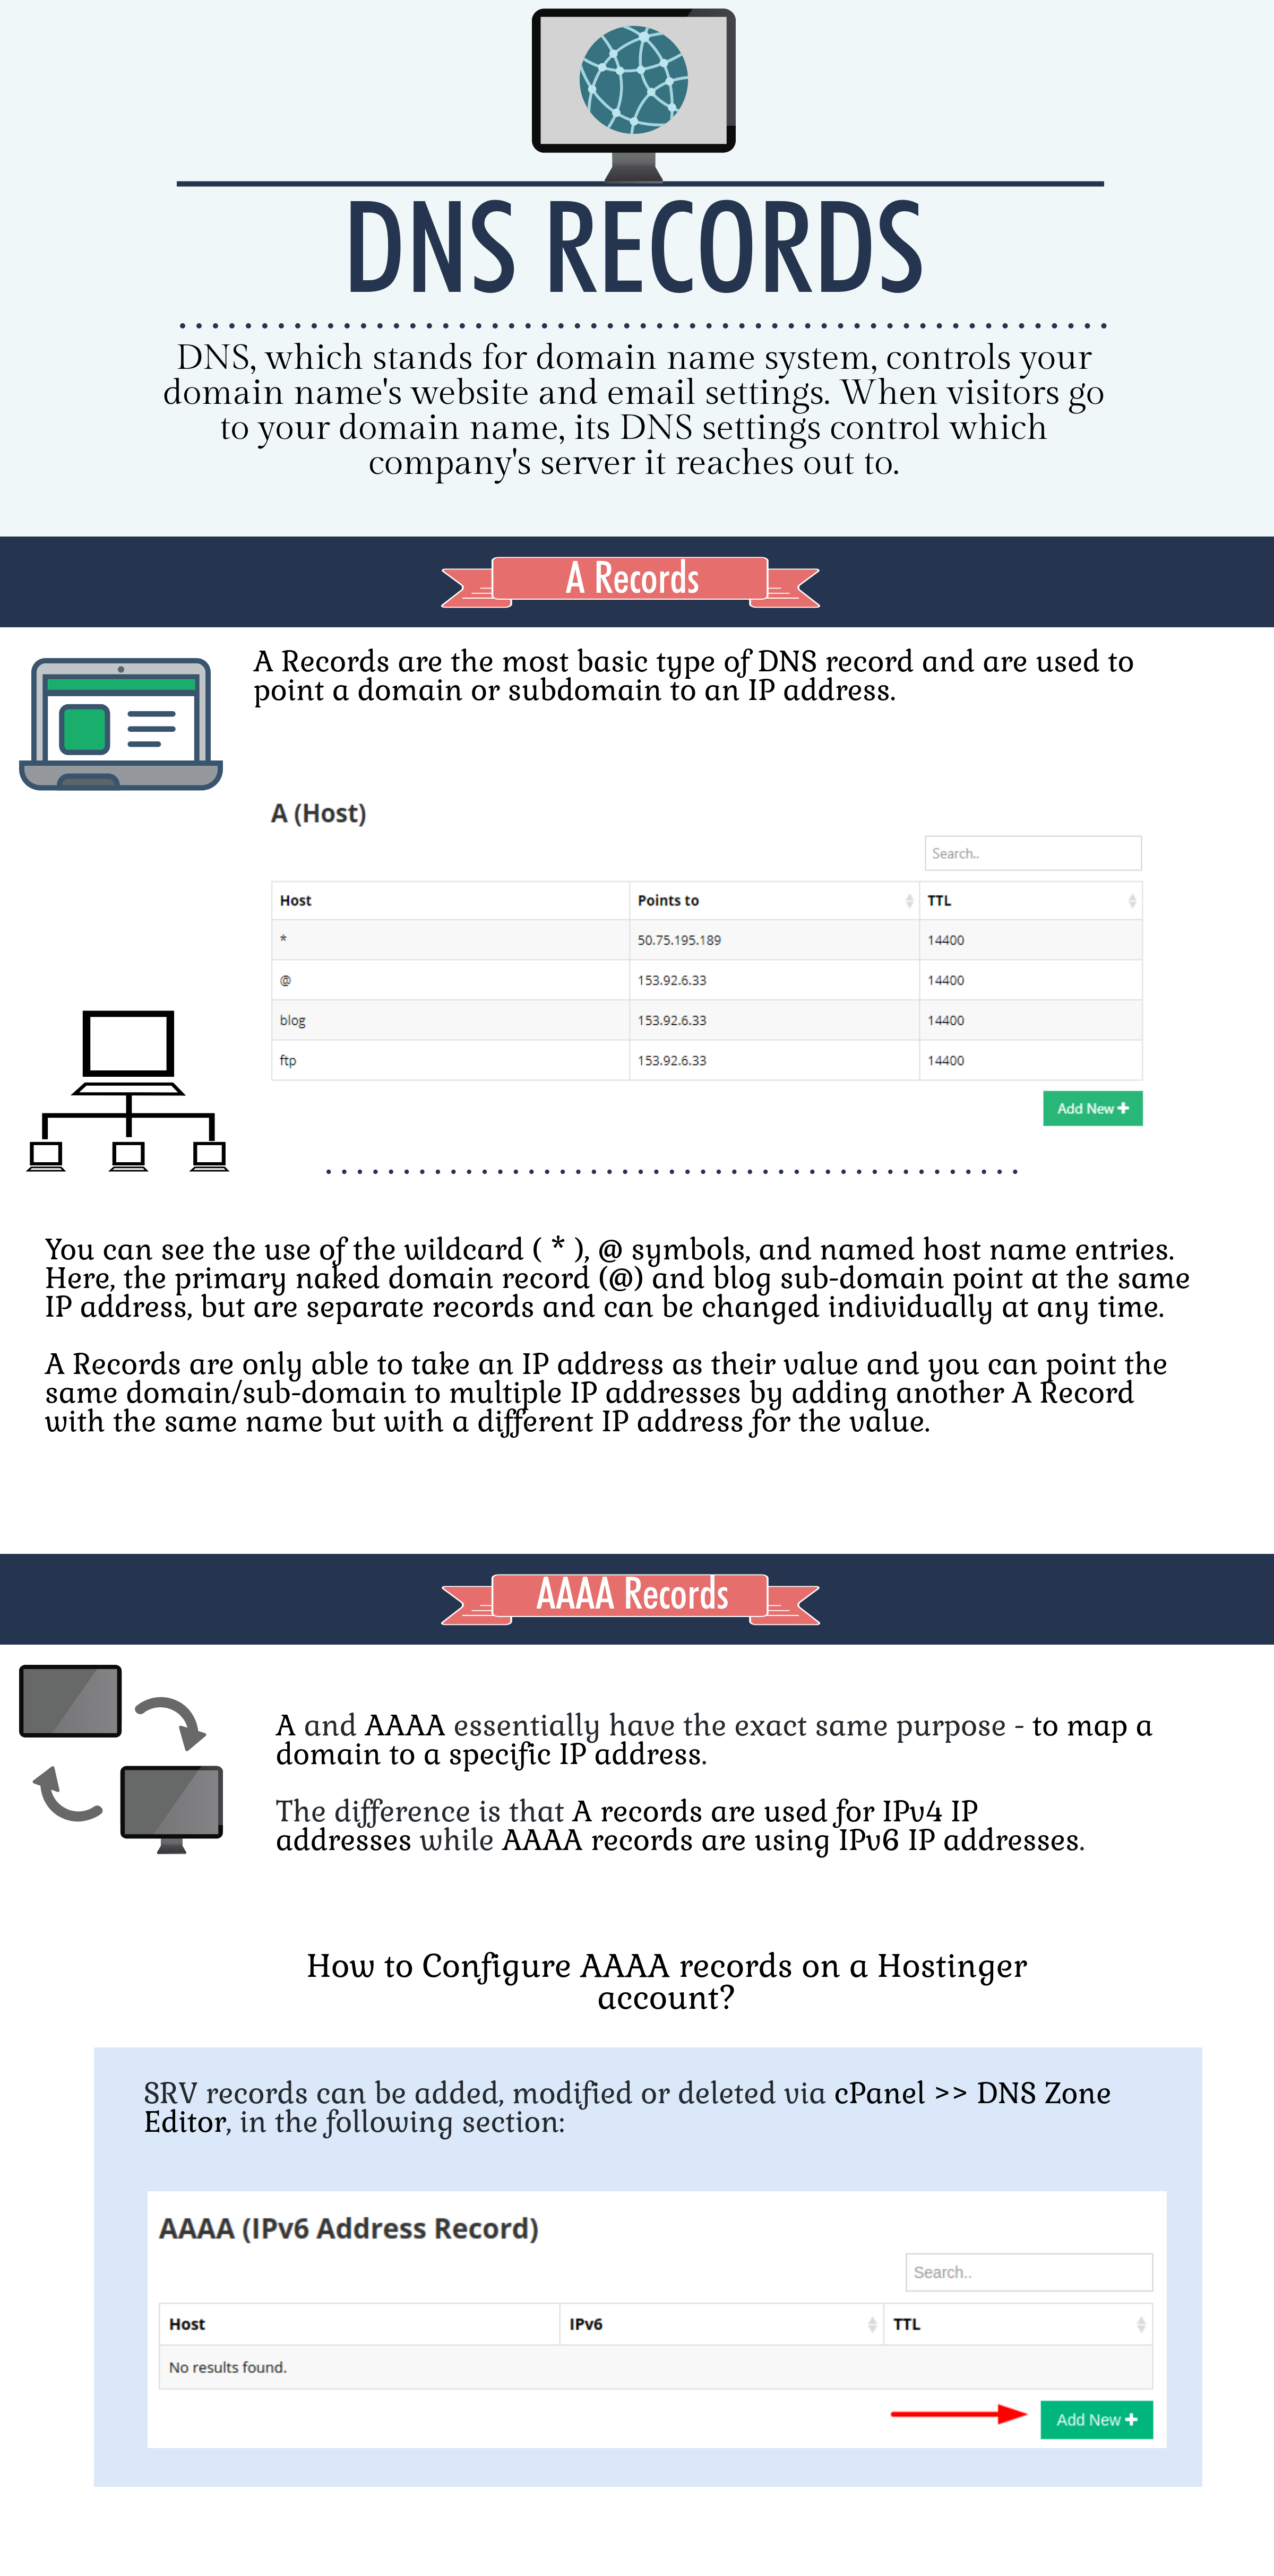 DNS RECORDS
DNS, which stands for domain name system, controls your
domain name's website and email settings. When visitors go
to your domain name, its DNS settings control which
company's server it reaches out to.
A Records
A Records are the most basic type of DNS record and are used to
point a domain or subdomain to an IP address.
A (Host)
Search..
Host Points to TTL
* 50.75.195.189 14400
@ 153.92.6.33 14400
blog 153.92.6.33 14400
ftp 153.92.6.33 14400
Add New +
You can see the use of the wildcard ( * ), @ symbols, and named host name entries.
Here, the primary naked domain record (@) and blog sub-domain point at the same
IP address, but are separate records and can be changed individually at any time.
A Records are only able to take an IP address as their value and you can point the
same domain/sub-domain to multiple IP addresses by adding another A Record
with the same name but with a different IP address for the value.
AAAA Records
A and AAAA essentially have the exact same purpose - to map a
domain to a specific IP address.
The difference is that A records are used for IPv4 IP
addresses while AAAA records are using IPv6 IP addresses.
How to Configure AAAA records on a Hostinger
account?
SRV records can be added, modified or deleted via cPanel >> DNS Zone
Editor, in the following section:
AAAA (IPv6 Address Record)
Search..
Host IPv6 TTL
No results found.
Add New +